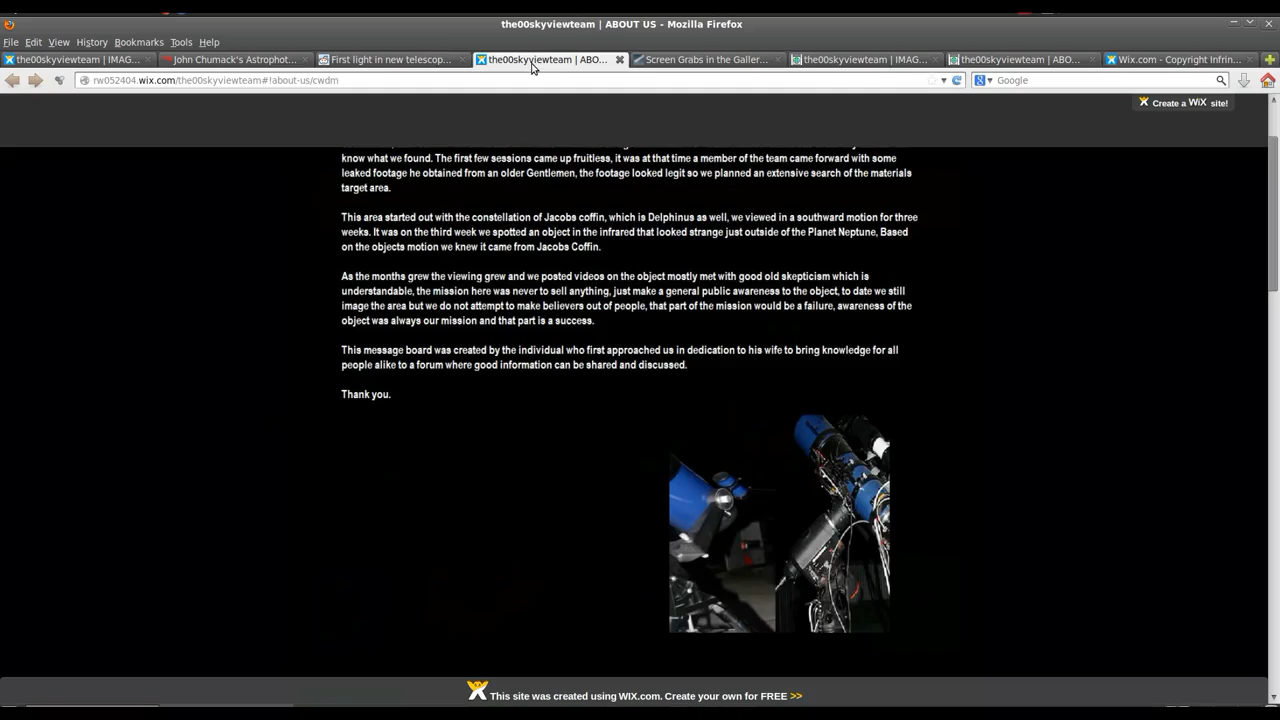 the00skyviewteam | ABOUT US - Mozilla Firefox
File Edit View History Bookmarks Tools Help
the00skyviewteam | IMAG... John Chumack's Astrophot... First light in new telescop... the00skyviewteam | ABO... Screen Grabs in the Galler... the00skyviewteam | IMAG... the00skyviewteam | ABO... Wix.com - Copyright Infrin...
rw052404.wix.com/the00skyviewteam#!about-us/cwdm Google
Create a WiX site!
know what we found. The first few sessions came up fruitless, it was at that time a member of the team came forward with some
leaked footage he obtained from an older Gentlemen, the footage looked legit so we planned an extensive search of the materials
target area.
This area started out with the constellation of Jacobs coffin, which is Delphinus as well, we viewed in a southward motion for three
weeks. It was on the third week we spotted an object in the infrared that looked strange just outside of the Planet Neptune, Based
on the objects motion we knew it came from Jacobs Coffin.
As the months grew the viewing grew and we posted videos on the object mostly met with good old skepticism which is
understandable, the mission here was never to sell anything, just make a general public awareness to the object, to date we still
image the area but we do not attempt to make believers out of people, that part of the mission would be a failure, awareness of the
object was always our mission and that part is a success.
This message board was created by the individual who first approached us in dedication to his wife to bring knowledge for all
people alike to a forum where good information can be shared and discussed.
Thank you.
This site was created using WIX.com. Create your own for FREE >>